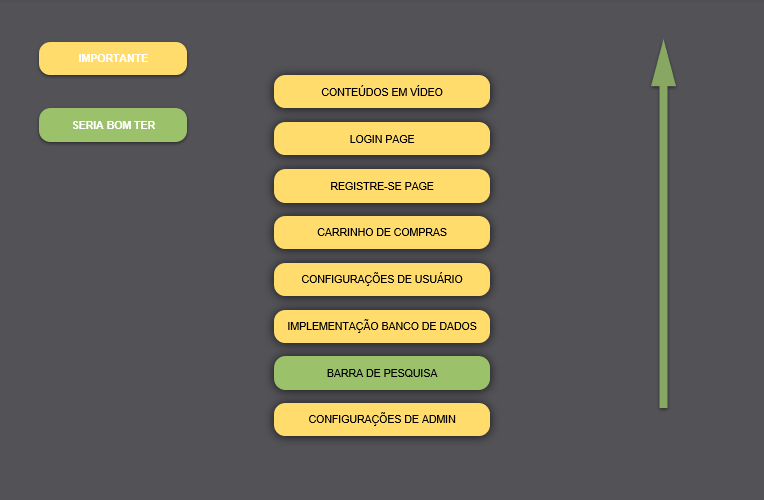 IMPORTANTE
SERIA BOM TER
CONTEÚDOS EM VÍDEO
LOGIN PAGE
REGISTRE-SE PAGE
CARRINHO DE COMPRAS
CONFIGURAÇÕES DE USUÁRIO
IMPLEMENTAÇÃO BANCO DE DADOS
BARRA DE PESQUISA
CONFIGURAÇÕES DE ADMIN